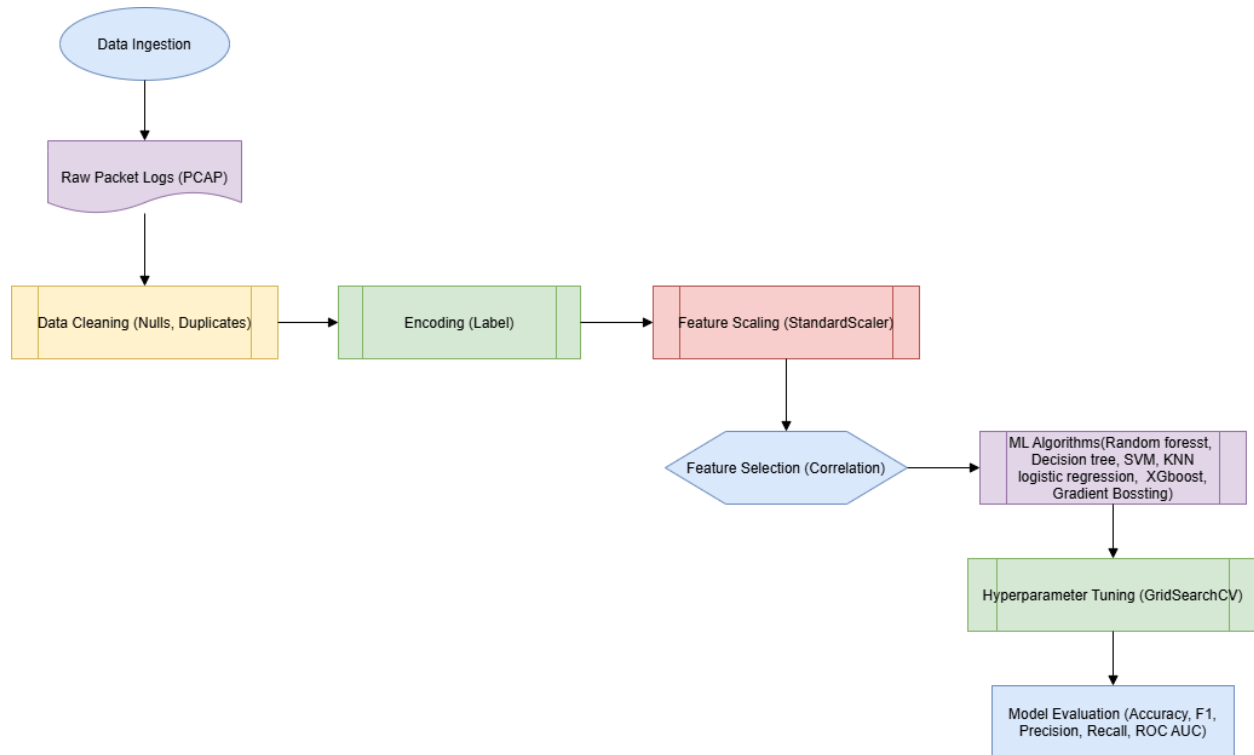 Data Ingestion
Raw Packet Logs (PCAP)
Data Cleaning (Nulls, Duplicates)
Encoding (Label)
Feature Scaling (StandardScaler)
Feature Selection (Correlation)
ML Algorithms(Random foresst,
Decision tree, SVM, KNN
logistic regression, XGboost,
Gradient Bossting)
Hyperparameter Tuning (GridSearchCV)
Model Evaluation (Accuracy, F1,
Precision, Recall, ROC AUC)